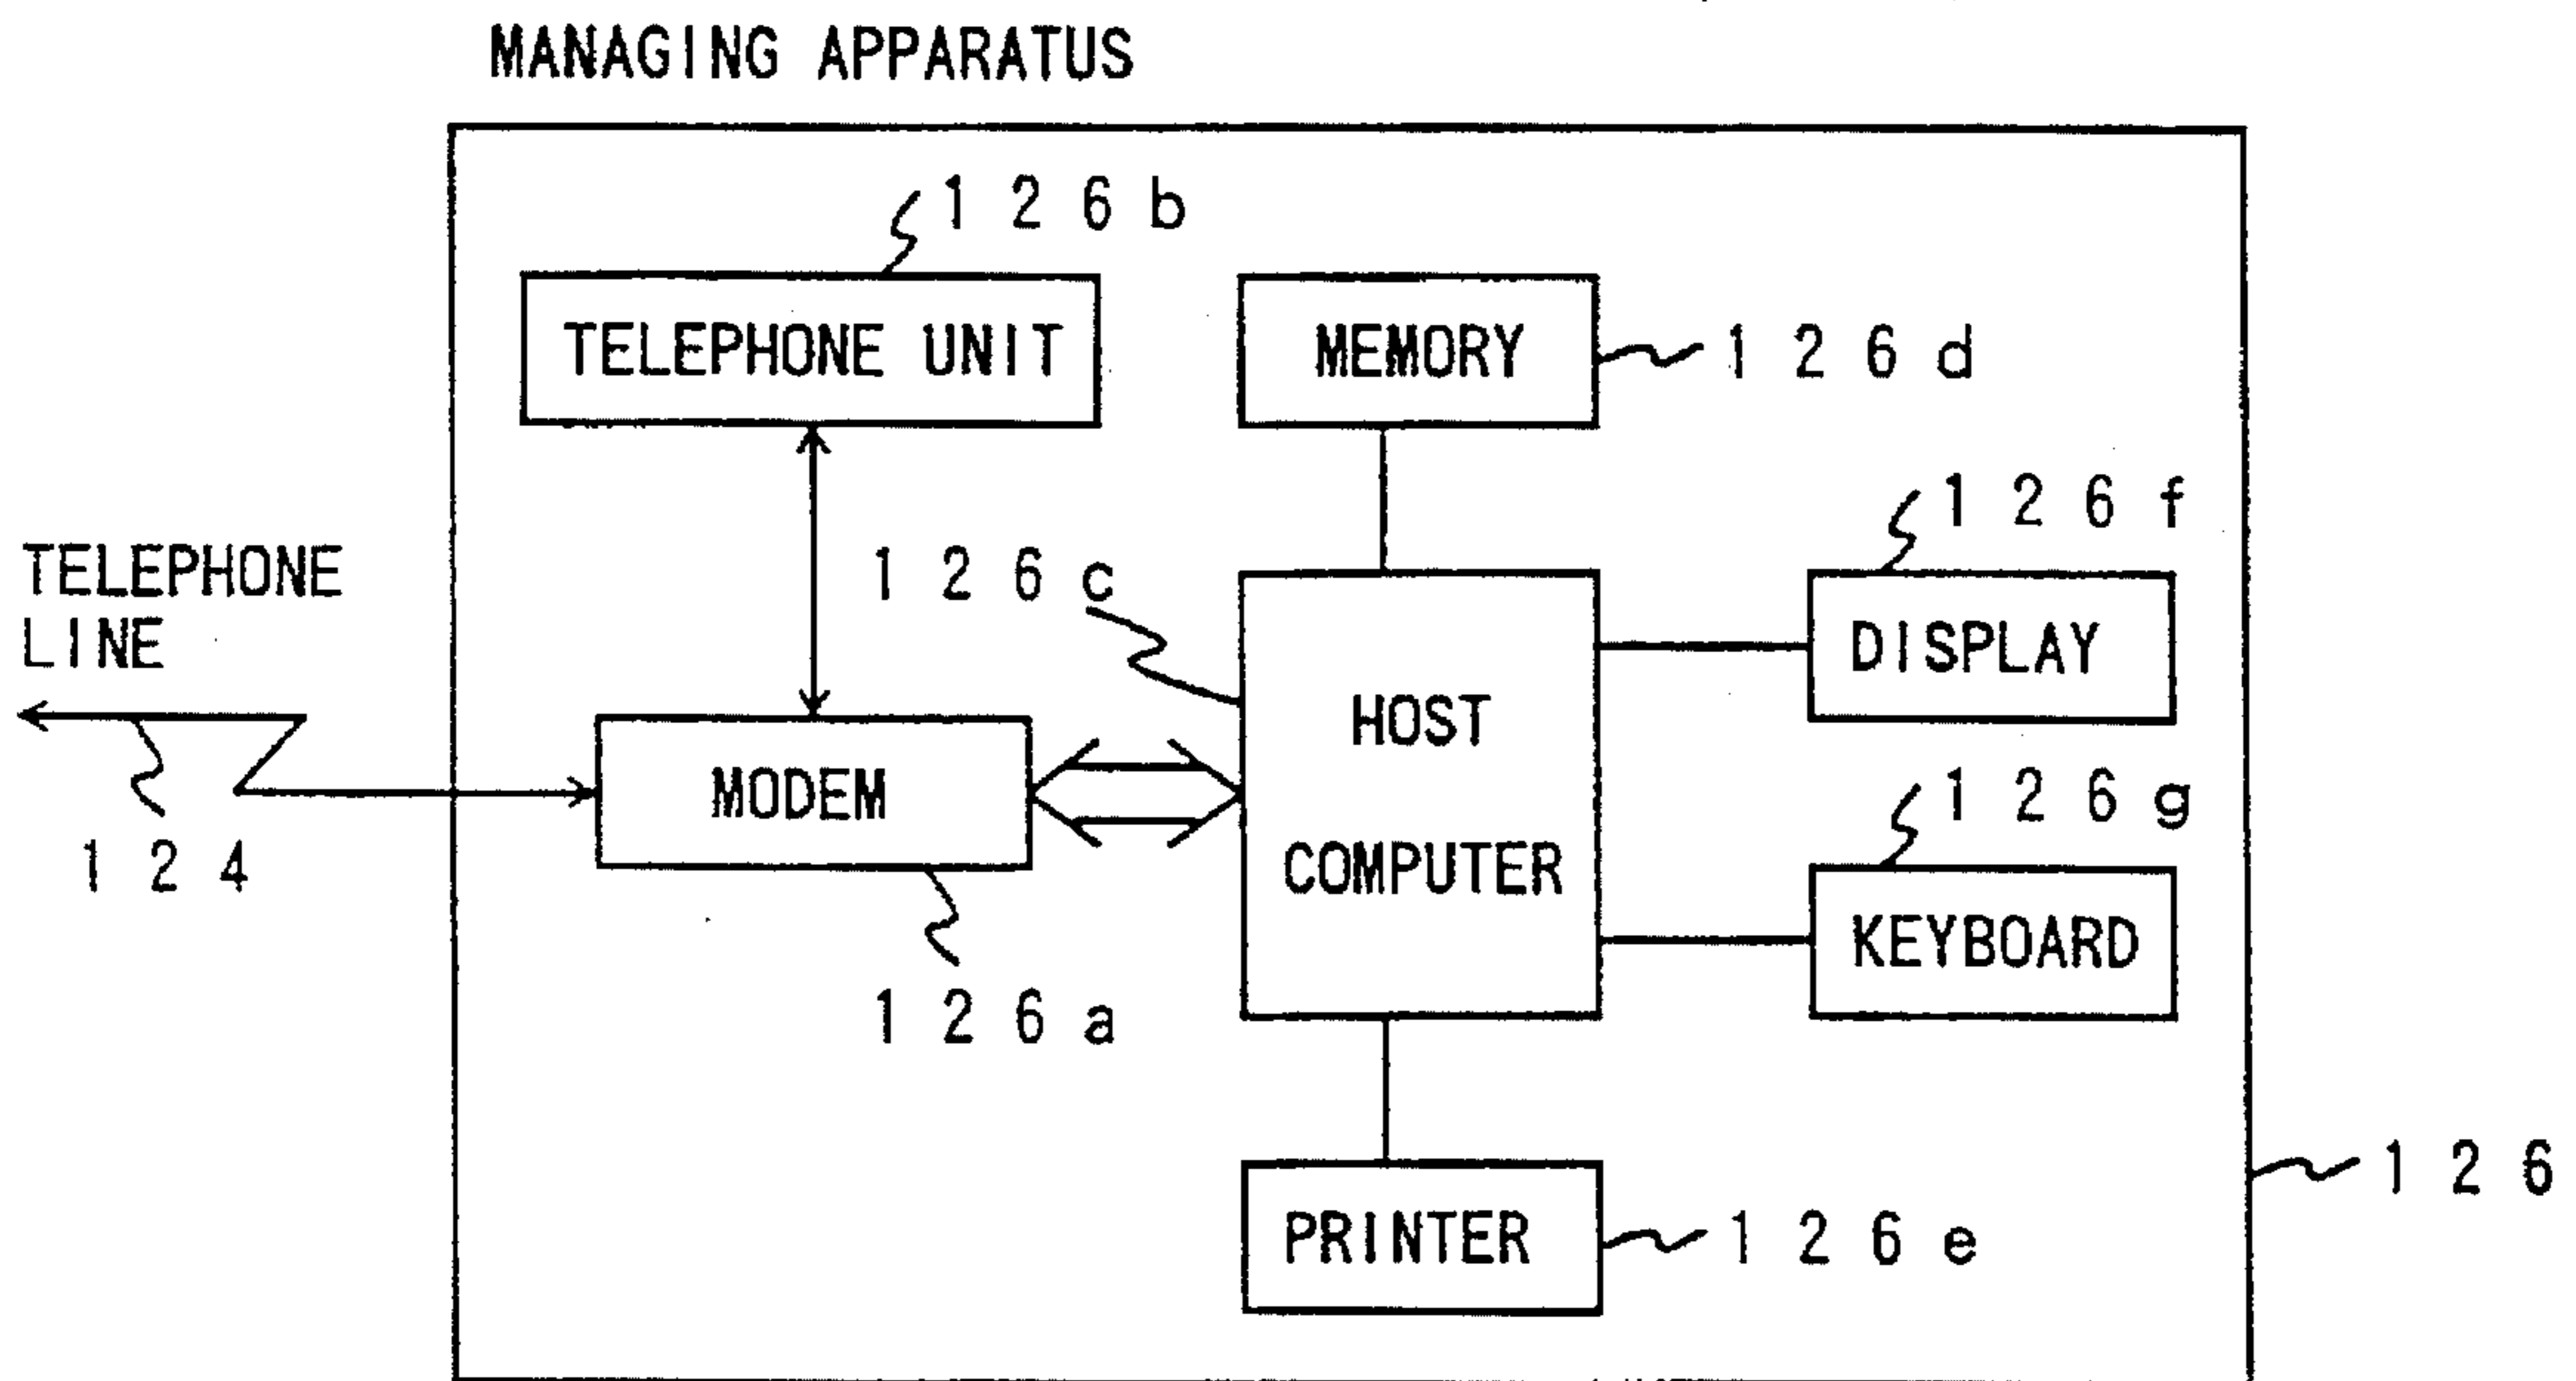 MANAGING APPARATUS
126b
TELEPHONE UNIT
MEMORY
126d
126f
TELEPHONE
LINE
126c
DISPLAY
HOST
COMPUTER
MODEM
126g
124
KEYBOARD
126a
126
PRINTER
126e